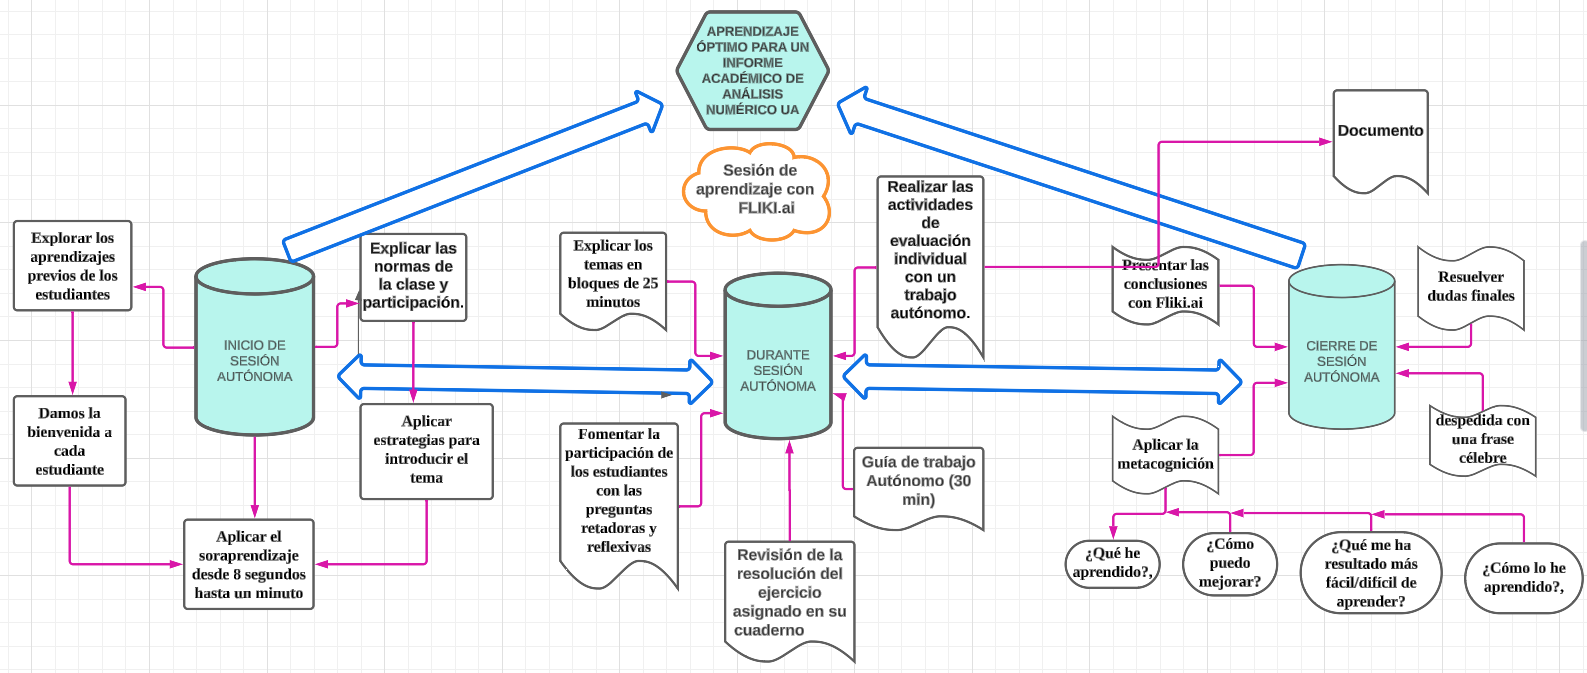 APRENDIZAJE
ÓPTIMO PARA UN
INFORME
ACADÉMICO DE
ANÁLISIS
NUMÉRICO UA
Sesión de
aprendizaje con
FLIKI.ai
Documento
Explorar los
aprendizajes
previos de los
estudiantes
Explicar las
normas de
la clase y
participación.
INICIO DE
SESIÓN
AUTÓNOMA
Damos la
bienvenida a
cada
estudiante
Aplicar
estrategias para
introducir el
tema
Aplicar el
soraprendizaje
desde 8 segundos
hasta un minuto
Explicar los
temas en
bloques de 25
minutos
Realizar las
actividades
de
evaluación
individual
con un
trabajo
autónomo.
DURANTE
SESIÓN
AUTÓNOMA
Fomentar la
participación de
los estudiantes
con las
preguntas
retadoras y
reflexivas
Guía de trabajo
Autónomo (30
min)
Revisión de la
resolución del
ejercicio
asignado en su
cuaderno
Presentar las
conclusiones
con Fliki.ai
Resuelver
dudas finales
CIERRE DE
SESIÓN
AUTÓNOMA
despedida con
una frase
célebre
Aplicar la
metacognición
¿Qué he
aprendido?,
¿Cómo
puedo
mejorar?
¿Qué me ha
resultado más
fácil/difícil de
aprender?
¿Cómo lo he
aprendido?,